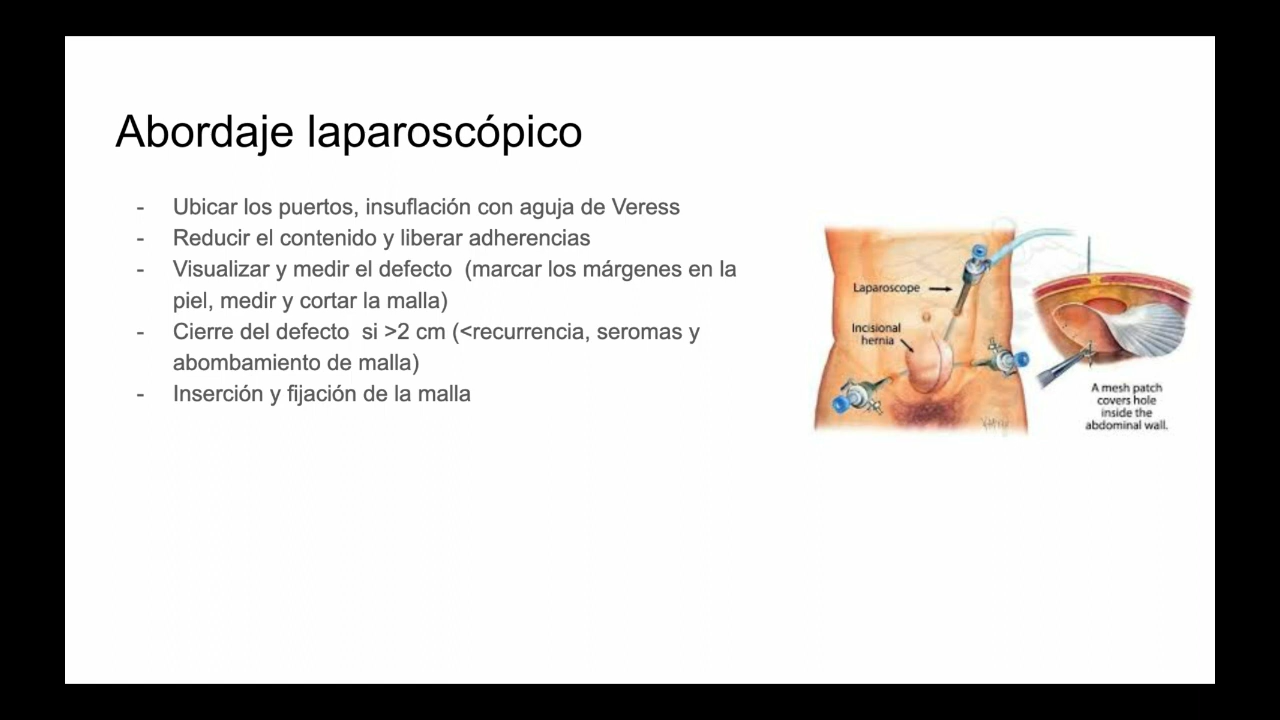 Abordaje laparoscópico
- Ubicar los puertos, insuflación con aguja de Veress
- Reducir el contenido y liberar adherencias
- Visualizar y medir el defecto  (marcar los márgenes en la
piel, medir y cortar la malla)
- Cierre del defecto  si >2 cm (<recurrencia, seromas y
abombamiento de malla)
- Inserción y fijación de la malla
Laparoscope
Incisional
hernia
A mesh patch
covers hole
inside the
abdominal wall.